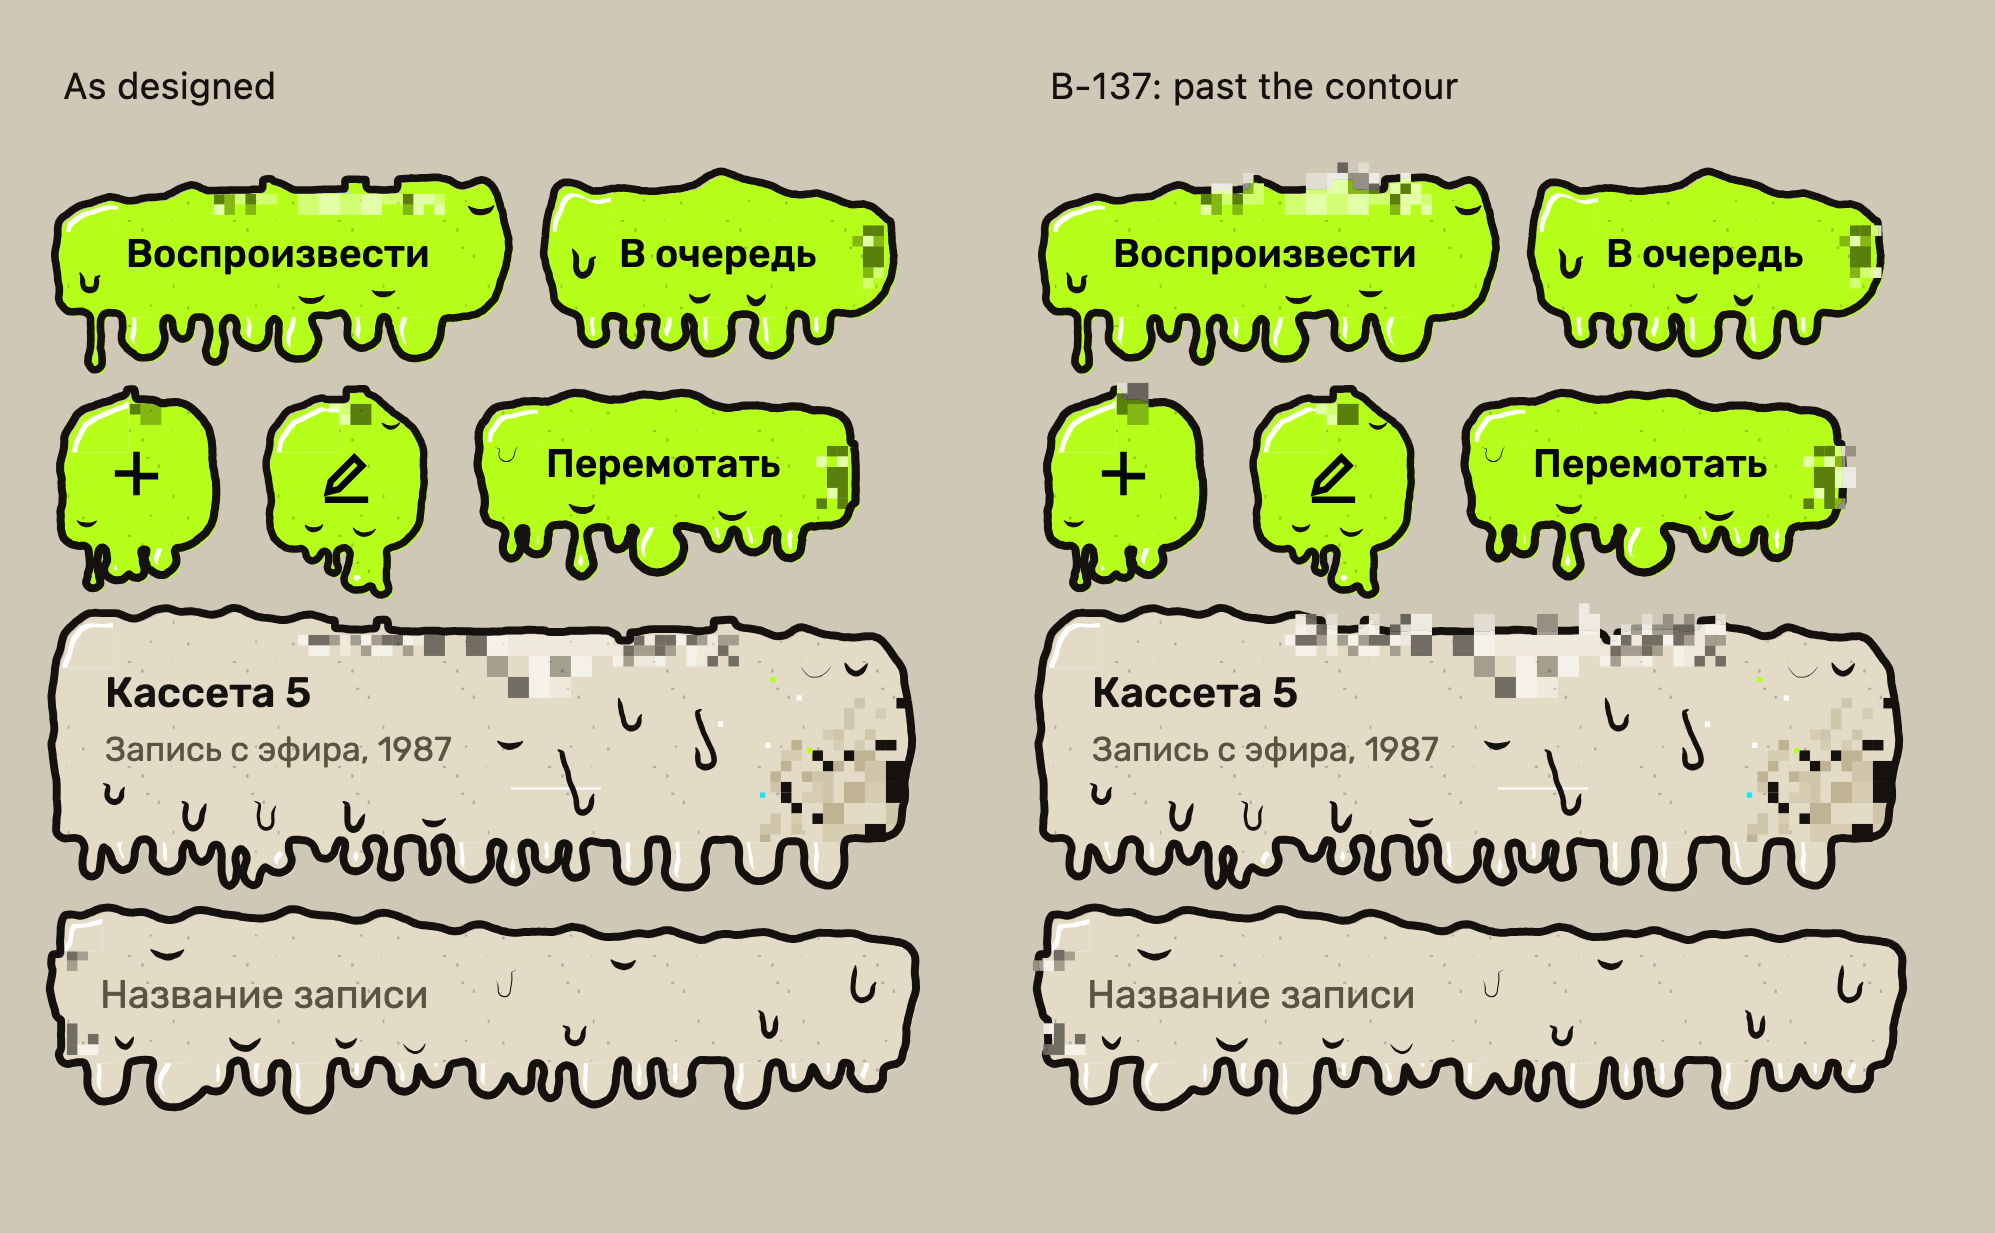 As designed
B-137: past the contour
Воспроизвести
В очередь
Воспроизвести
В очередь
Перемотать
Перемотать
Кассета 5
Запись с эфира, 1987
Кассета 5
Запись с эфира, 1987
Название записи
Название записи